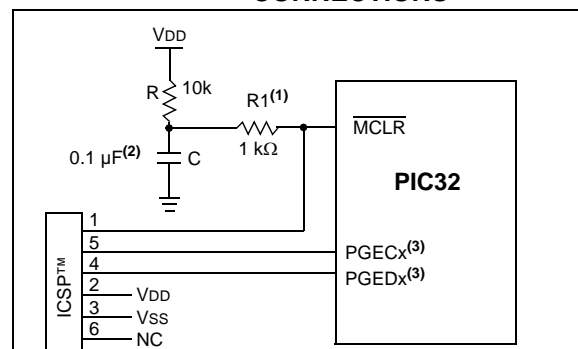 CONNECTIONS
VDD
R 10k
R1(1)
1 kΩ
MCLR
0.1 µF(2) C
PIC32
ICSP™
1
5
4
2
3
6
PGECx(3)
PGEDx(3)
VDD
VSS
NC